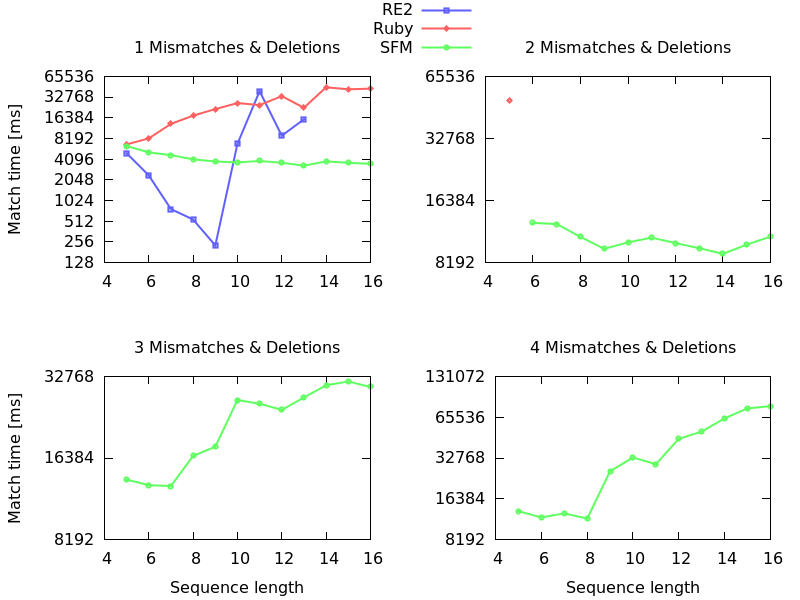 RE2
Ruby
SFM
1 Mismatches & Deletions
2 Mismatches & Deletions
Match time [ms]
65536
32768
16384
8192
4096
2048
1024
512
256
128
4 6 8 10 12 14 16
65536
32768
16384
8192
4 6 8 10 12 14 16
3 Mismatches & Deletions
4 Mismatches & Deletions
Match time [ms]
32768
16384
8192
4 6 8 10 12 14 16
Sequence length
131072
65536
32768
16384
8192
4 6 8 10 12 14 16
Sequence length